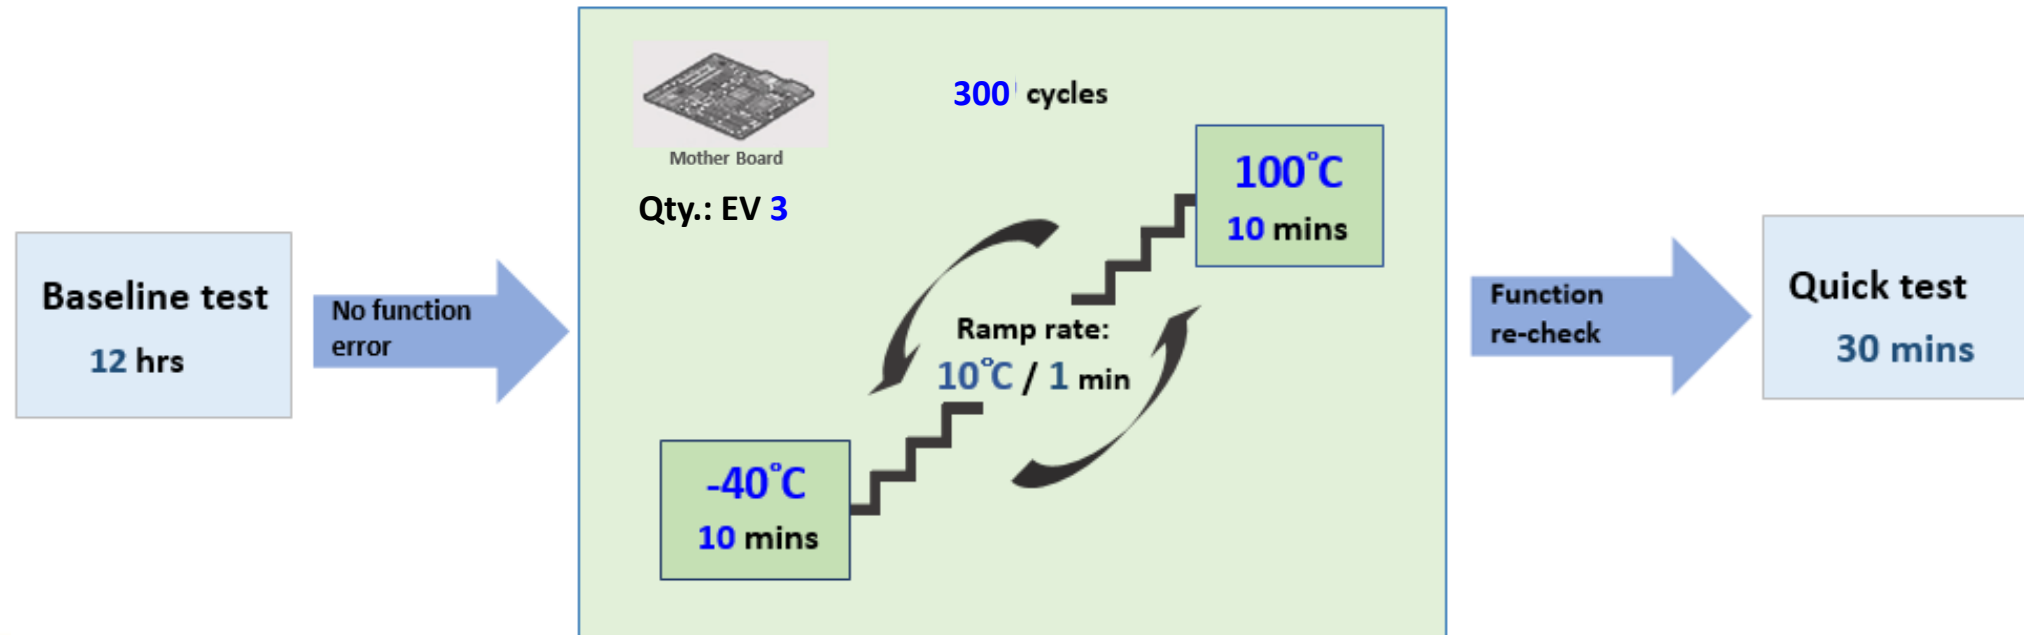 Baseline test
12 hrs
No function
error
Mother Board
Qty.: EV 3
300 cycles
100°C
10 mins
Ramp rate:
10°C / 1 min
-40°C
10 mins
Function
re-check
Quick test
30 mins